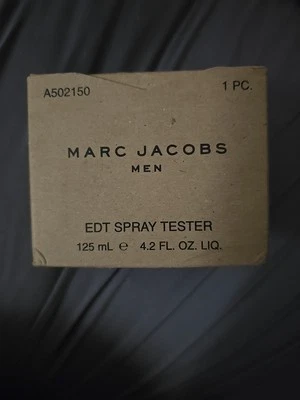 A502150 1 PC.
MARC JACOBS
MEN
EDT SPRAY TESTER
125 mL ℮ 4.2 FL. OZ. LIQ.